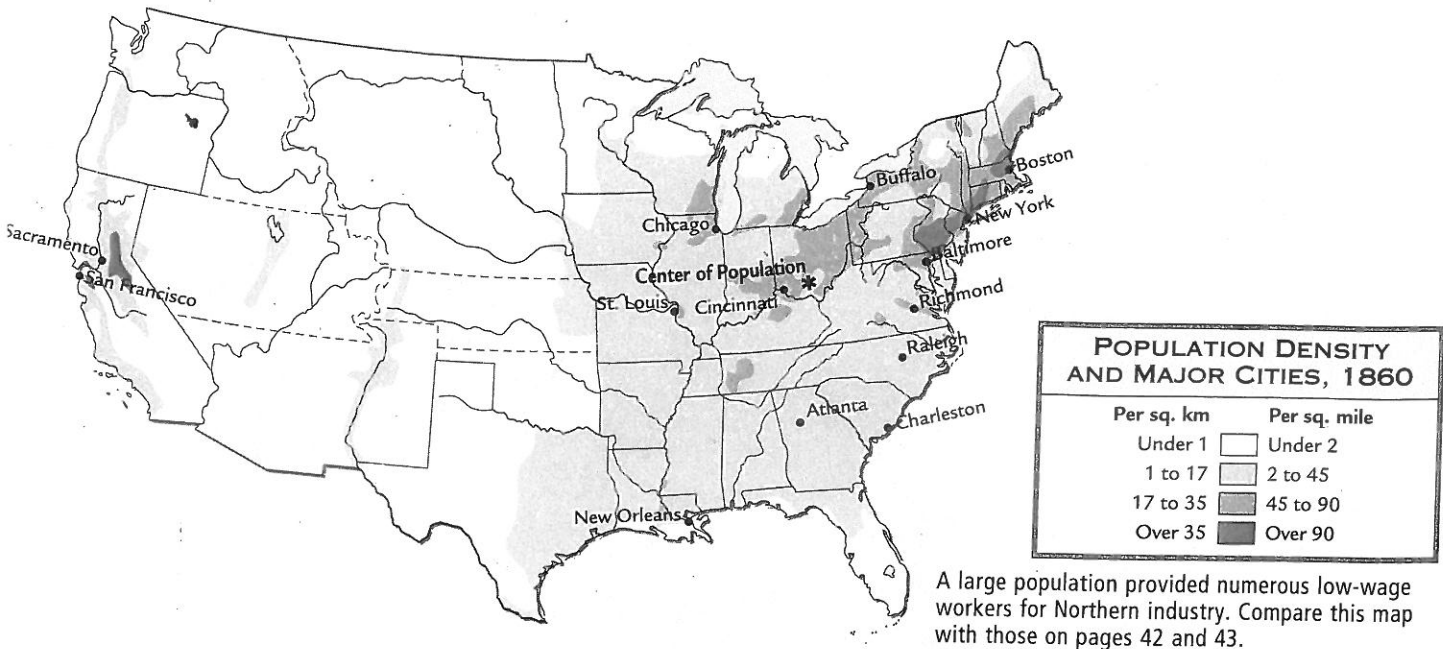 Boston
Buffalo
New York
Chicago
Baltimore
Sacramento
Center of Population
San Francisco
St. Louis
Cincinnati
*
Richmond
Raleigh
Atlanta
Charleston
New Orleans
POPULATION DENSITY
AND MAJOR CITIES, 1860
Per sq. km Per sq. mile
Under 1 Under 2
1 to 17 2 to 45
17 to 35 45 to 90
Over 35 Over 90
A large population provided numerous low-wage
workers for Northern industry. Compare this map
with those on pages 42 and 43.